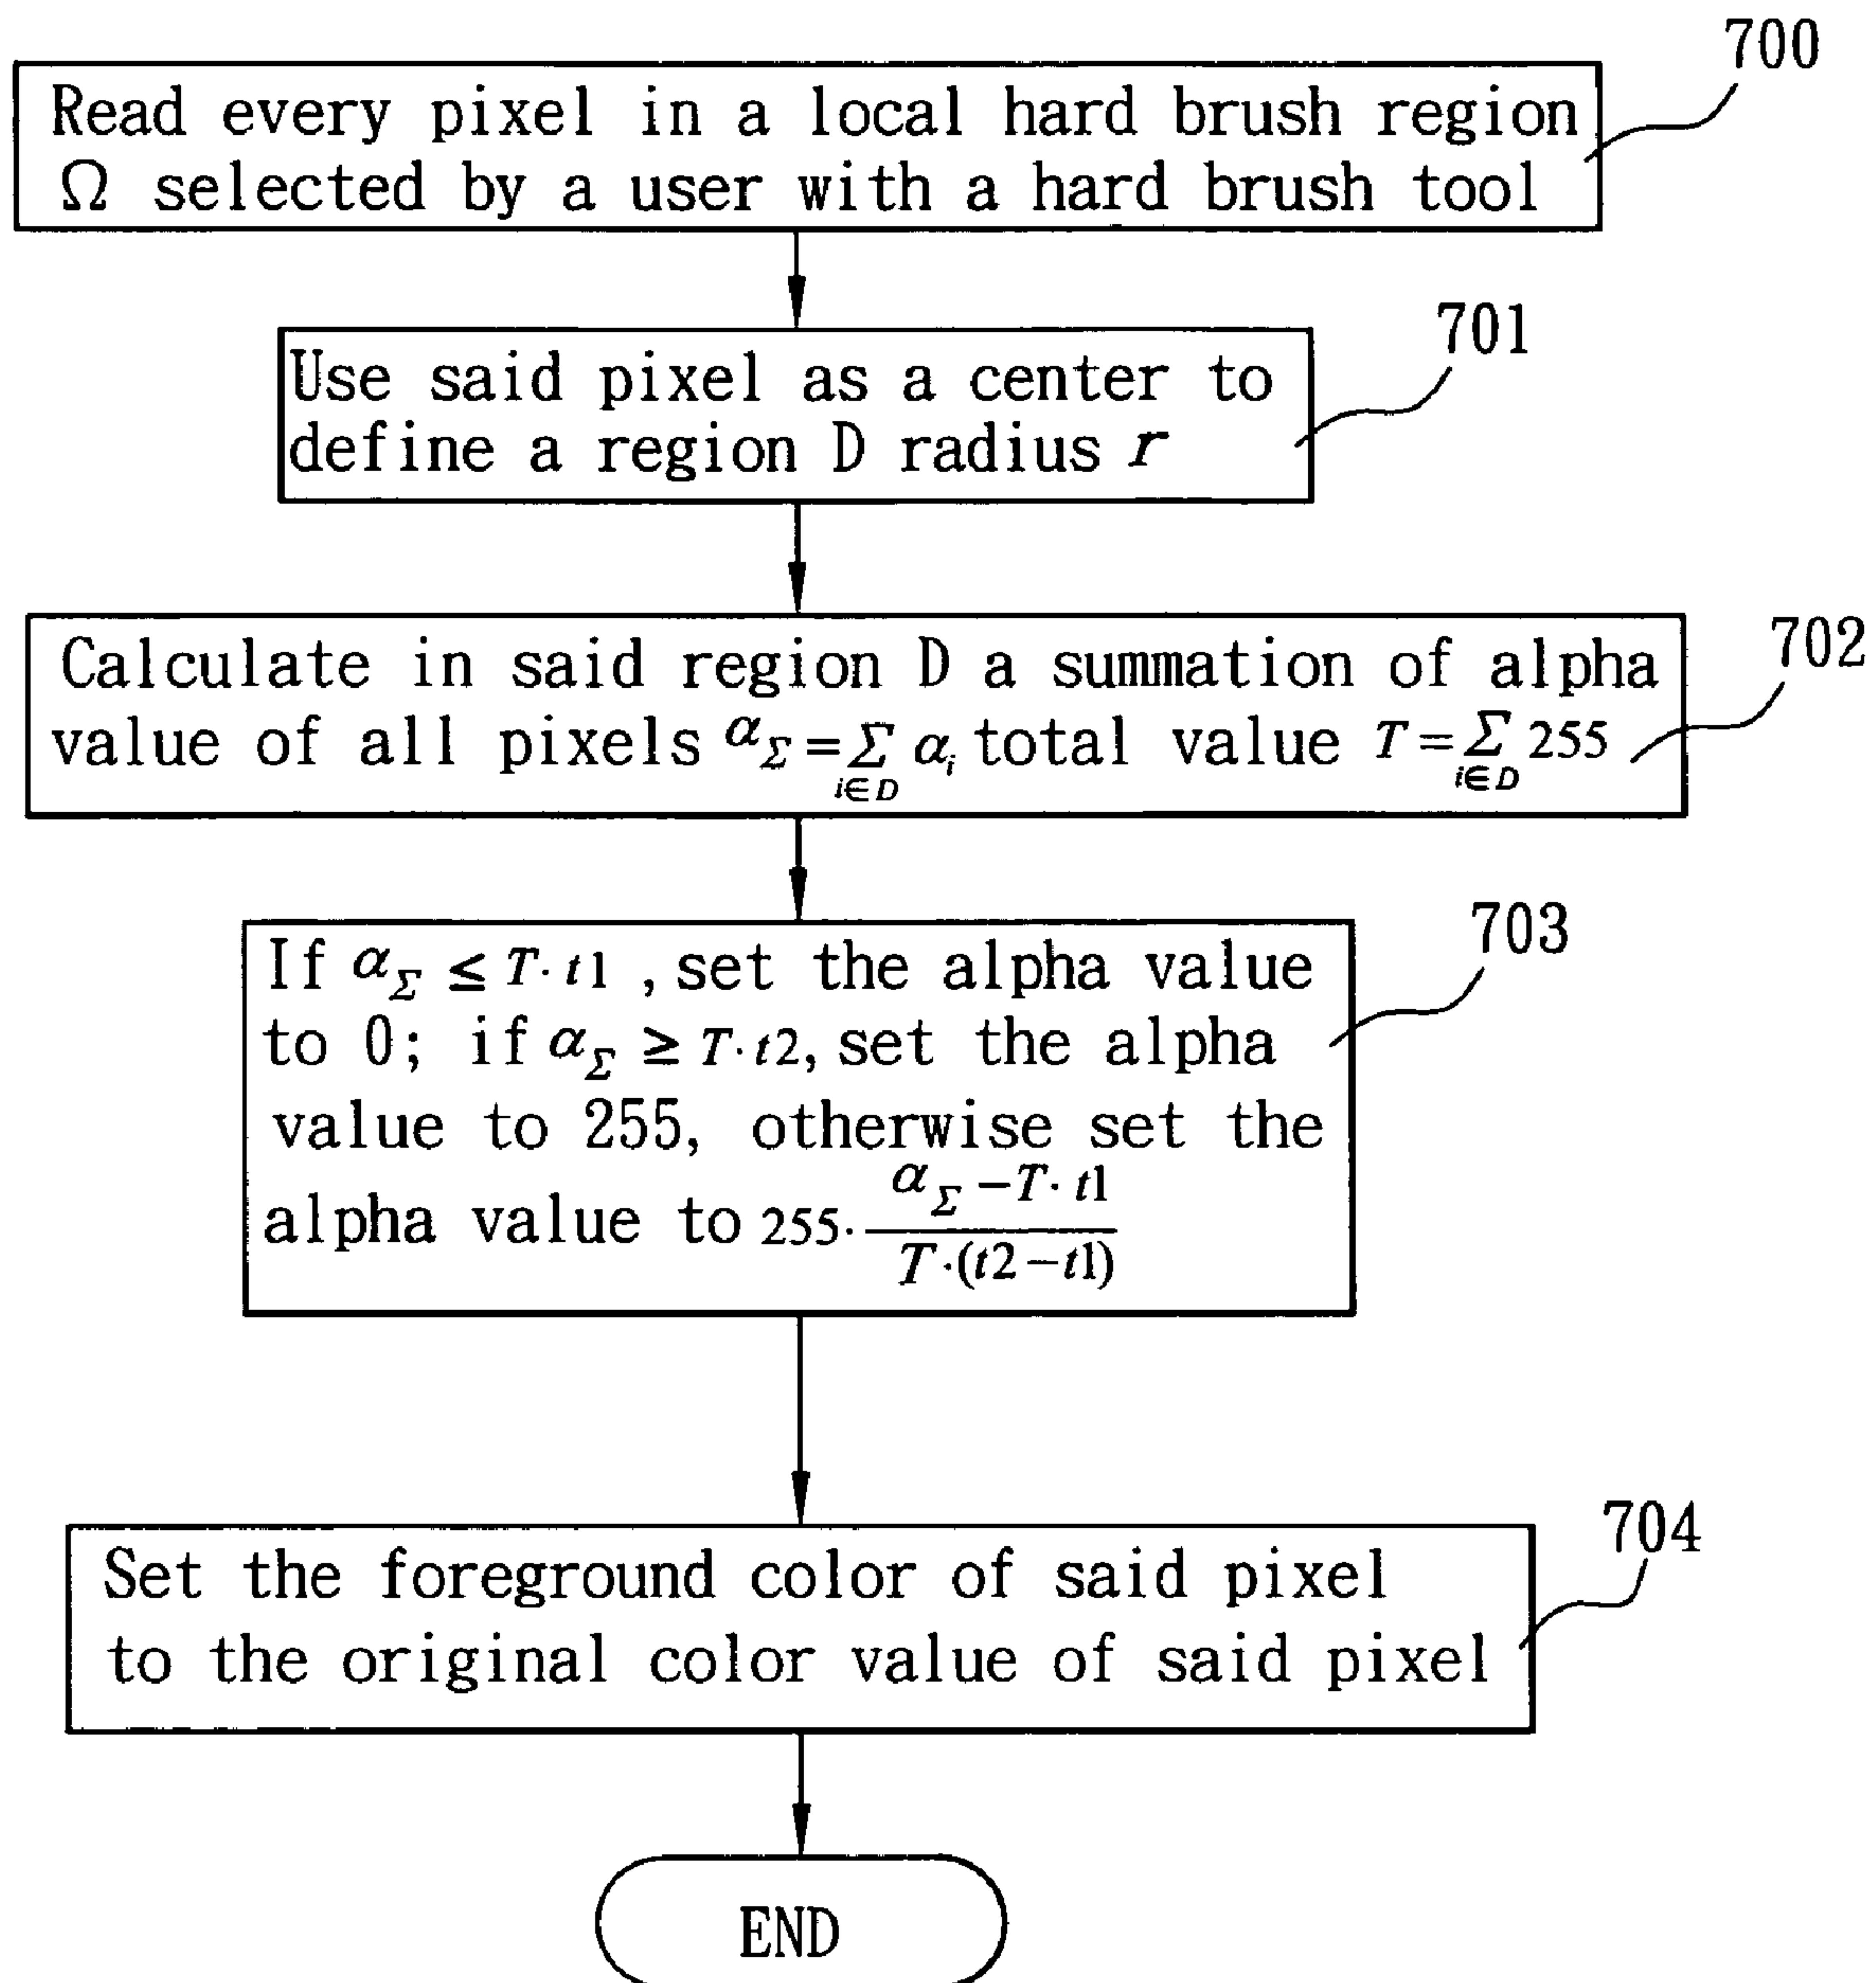 700
Read every pixel in a local hard brush region
Ω selected by a user with a hard brush tool
701
Use said pixel as a center to
define a region D radius r
702
Calculate in said region D a summation of alpha
value of all pixels α_Σ = Σ_{i∈D} α_i total value T = Σ_{i∈D} 255
703
If α_Σ ≤ T· t1 , set the alpha value
to 0; if α_Σ ≥ T· t2, set the alpha
value to 255, otherwise set the
alpha value to 255· (α_Σ − T· t1) / (T·(t2−t1))
704
Set the foreground color of said pixel
to the original color value of said pixel
END